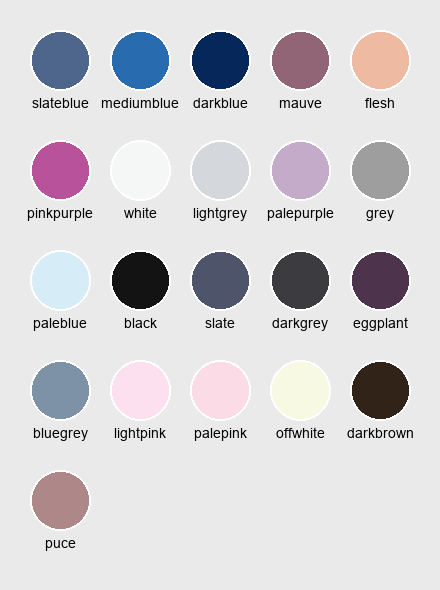 slateblue mediumblue darkblue mauve flesh
pinkpurple white lightgrey palepurple grey
paleblue black slate darkgrey eggplant
bluegrey lightpink palepink offwhite darkbrown
puce